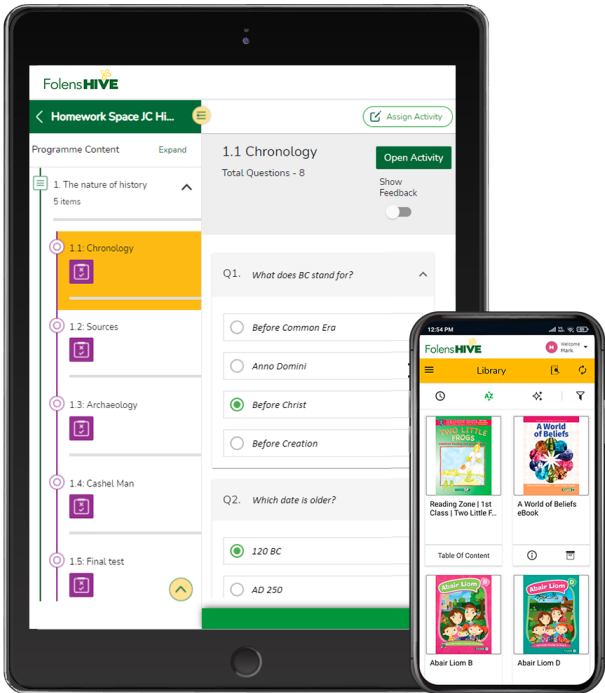 FolensHIVE
Homework Space JC Hi...
Assign Activity
Programme Content
Expand
1. The nature of history
5 items
1.1: Chronology
1.2: Sources
1.3: Archaeology
1.4: Cashel Man
1.5: Final test
1.1 Chronology
Total Questions - 8
Open Activity
Show
Feedback
Q1. What does BC stand for?
Before Common Era
Anno Domini
Before Christ
Before Creation
Q2. Which date is older?
120 BC
AD 250
12:54 PM
FolensHIVE
M
Welcome
Mark
Library
AZ
TWO LITTLE
FROGS
A World
of Beliefs
Reading Zone | 1st
Class | Two Little F...
A World of Beliefs
eBook
Table Of Content
Abair Liom
B
Abair Liom
D
Abair Liom B
Abair Liom D